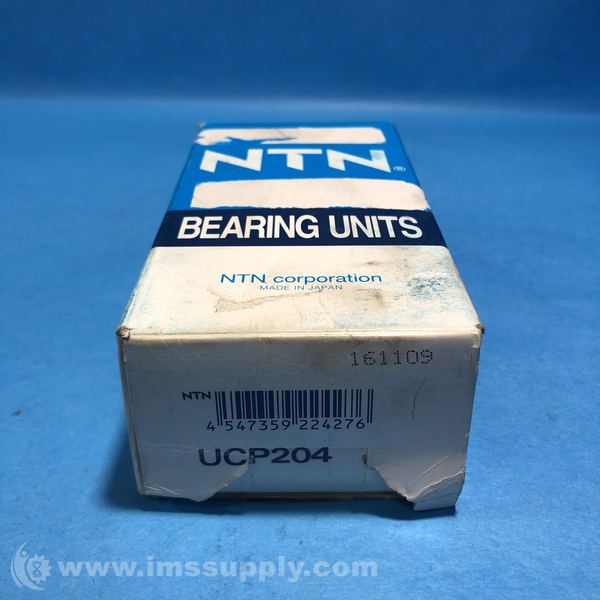 NTN®
BEARING UNITS
NTN corporation
MADE IN JAPAN
161109
NTN
4 547359 224276
UCP204
www.imssupply.com